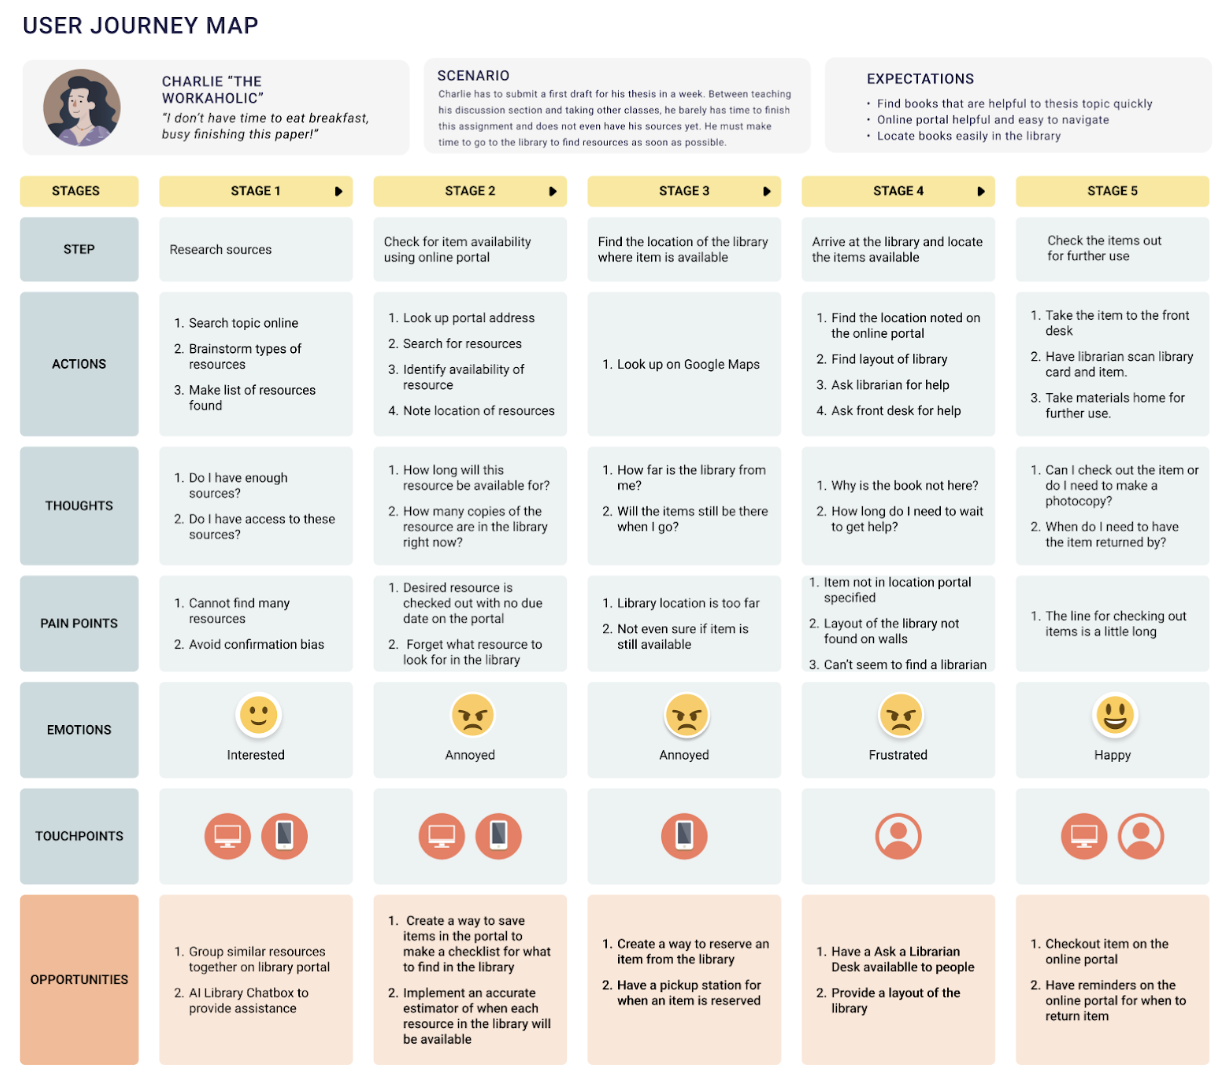 USER JOURNEY MAP
CHARLIE “THE
WORKAHOLIC”
“I don’t have time to eat breakfast,
busy finishing this paper!”
SCENARIO
Charlie has to submit a first draft for his thesis in a week. Between teaching
his discussion section and taking other classes, he barely has time to finish
this assignment and does not even have his sources yet. He must make
time to go to the library to find resources as soon as possible.
EXPECTATIONS
• Find books that are helpful to thesis topic quickly
• Online portal helpful and easy to navigate
• Locate books easily in the library
STAGES
STAGE 1
STAGE 2
STAGE 3
STAGE 4
STAGE 5
STEP
Research sources
Check for item availability
using online portal
Find the location of the library
where item is available
Arrive at the library and locate
the items available
Check the items out
for further use
ACTIONS
1. Search topic online
2. Brainstorm types of
resources
3. Make list of resources
found
1. Look up portal address
2. Search for resources
3. Identify availability of
resource
4. Note location of resources
1. Look up on Google Maps
1. Find the location noted on
the online portal
2. Find layout of library
3. Ask librarian for help
4. Ask front desk for help
1. Take the item to the front
desk
2. Have librarian scan library
card and item.
3. Take materials home for
further use.
THOUGHTS
1. Do I have enough
sources?
2. Do I have access to these
sources?
1. How long will this
resource be available for?
2. How many copies of the
resource are in the library
right now?
1. How far is the library from
me?
2. Will the items still be there
when I go?
1. Why is the book not here?
2. How long do I need to wait
to get help?
1. Can I check out the item or
do I need to make a
photocopy?
2. When do I need to have
the item returned by?
PAIN POINTS
1. Cannot find many
resources
2. Avoid confirmation bias
1. Desired resource is
checked out with no due
date on the portal
2. Forget what resource to
look for in the library
1. Library location is too far
2. Not even sure if item is
still available
1. Item not in location portal
specified
2. Layout of the library not
found on walls
3. Can’t seem to find a librarian
1. The line for checking out
items is a little long
EMOTIONS
Interested
Annoyed
Annoyed
Frustrated
Happy
TOUCHPOINTS
OPPORTUNITIES
1. Group similar resources
together on library portal
2. AI Library Chatbox to
provide assistance
1. Create a way to save
items in the portal to
make a checklist for what
to find in the library
2. Implement an accurate
estimator of when each
resource in the library will
be available
1. Create a way to reserve an
item from the library
2. Have a pickup station for
when an item is reserved
1. Have a Ask a Librarian
Desk availablle to people
2. Provide a layout of the
library
1. Checkout item on the
online portal
2. Have reminders on the
online portal for when to
return item